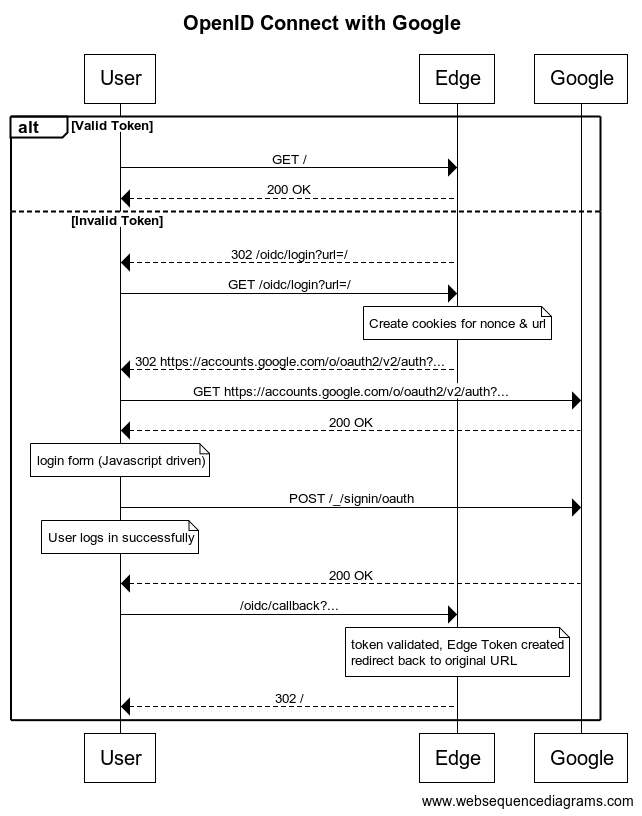 OpenID Connect with Google
User Edge Google
alt [Valid Token]
GET /
200 OK
[Invalid Token]
302 /oidc/login?url=/
GET /oidc/login?url=/
Create cookies for nonce & url
302 https://accounts.google.com/o/oauth2/v2/auth?...
GET https://accounts.google.com/o/oauth2/v2/auth?...
200 OK
login form (Javascript driven)
POST /_/signin/oauth
User logs in successfully
200 OK
/oidc/callback?...
token validated, Edge Token created
redirect back to original URL
302 /
User Edge Google
www.websequencediagrams.com